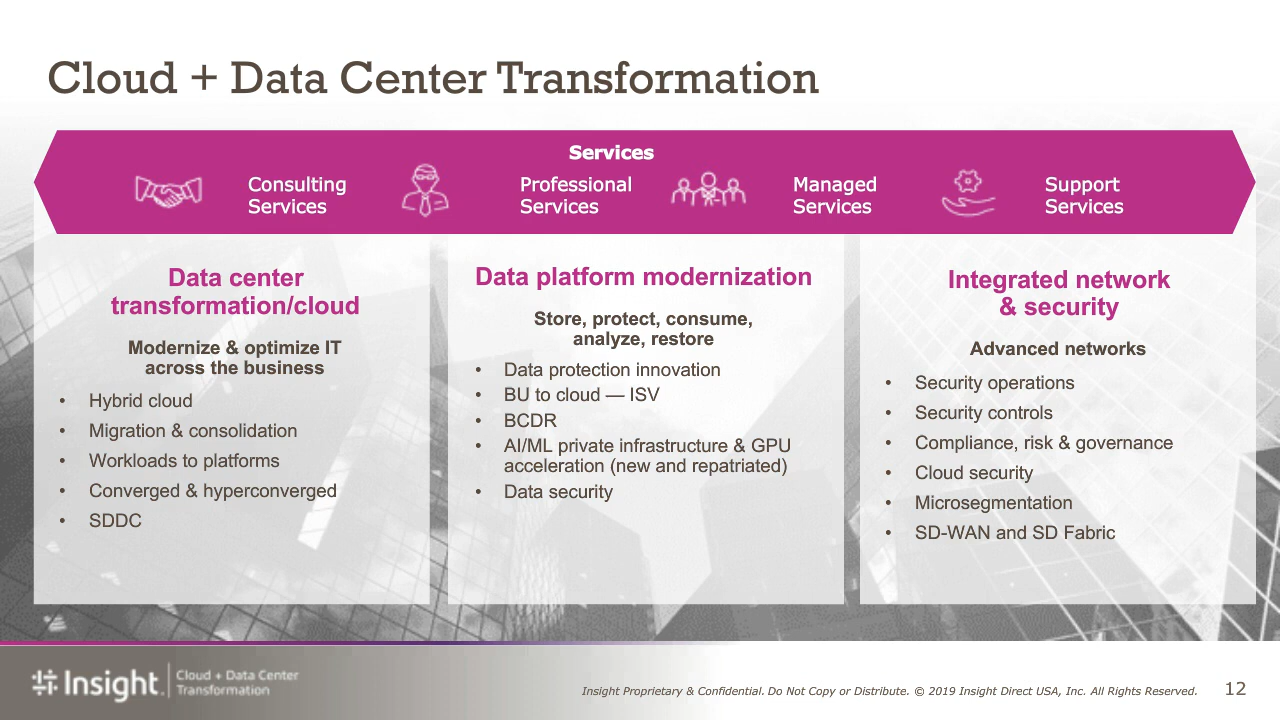 Cloud + Data Center Transformation
Services
Consulting
Services
Professional
Services
Managed
Services
Support
Services
Data center
transformation/cloud
Modernize & optimize IT
across the business
• Hybrid cloud
• Migration & consolidation
• Workloads to platforms
• Converged & hyperconverged
• SDDC
Data platform modernization
Store, protect, consume,
analyze, restore
• Data protection innovation
• BU to cloud — ISV
• BCDR
• AI/ML private infrastructure & GPU
acceleration (new and repatriated)
• Data security
Integrated network
& security
Advanced networks
• Security operations
• Security controls
• Compliance, risk & governance
• Cloud security
• Microsegmentation
• SD-WAN and SD Fabric
Insight.
Cloud + Data Center
Transformation
Insight Proprietary & Confidential. Do Not Copy or Distribute. © 2019 Insight Direct USA, Inc. All Rights Reserved.
12